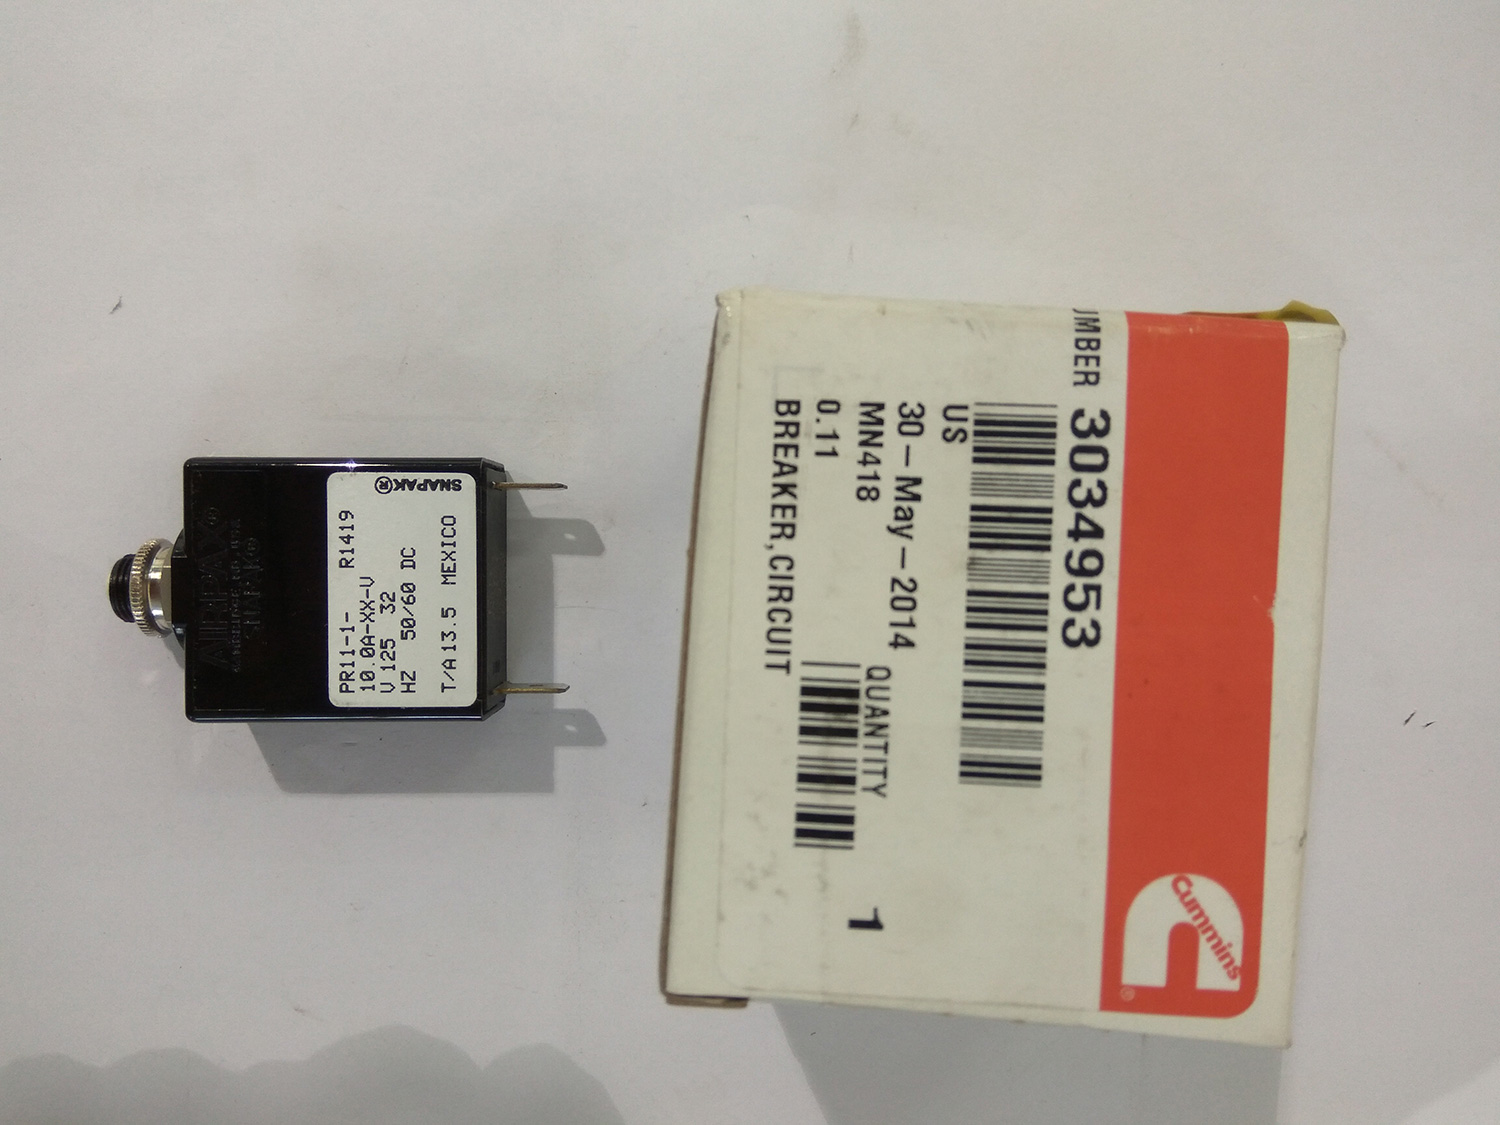 SNAPAK®
PR11-1- R1419
10.0A-XX-V
V 125 32
HZ 50/60 DC
T/A13.5 MEXICO
AIRPAX®
SNAPAK®
UMBER 3034953
US
30-May-2014
MN418
0.11
BREAKER,CIRCUIT
QUANTITY 1
Cummins
®